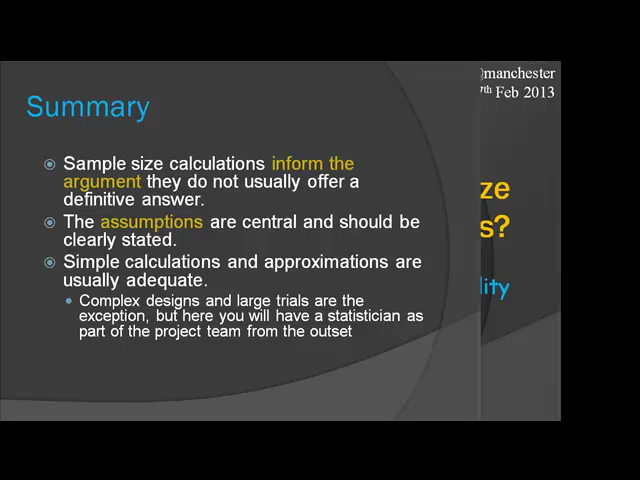 Summary
Sample size calculations inform the
argument they do not usually offer a
definitive answer.
The assumptions are central and should be
clearly stated.
Simple calculations and approximations are
usually adequate.
Complex designs and large trials are the
exception, but here you will have a statistician as
part of the project team from the outset
@manchester
7th Feb 2013
ze
s?
lity